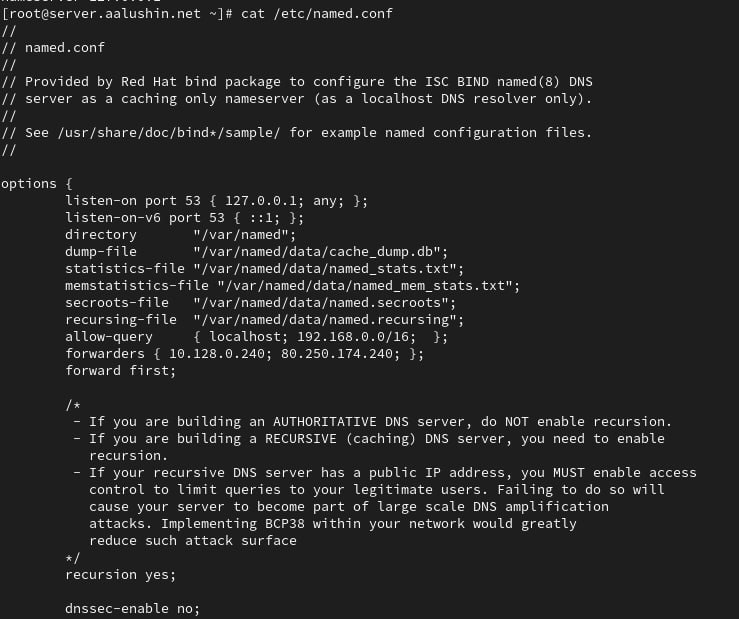 [root@server.aalushin.net ~]# cat /etc/named.conf
//
// named.conf
//
// Provided by Red Hat bind package to configure the ISC BIND named(8) DNS
// server as a caching only nameserver (as a localhost DNS resolver only).
//
// See /usr/share/doc/bind*/sample/ for example named configuration files.
//
options {
        listen-on port 53 { 127.0.0.1; any; };
        listen-on-v6 port 53 { ::1; };
        directory       "/var/named";
        dump-file       "/var/named/data/cache_dump.db";
        statistics-file "/var/named/data/named_stats.txt";
        memstatistics-file "/var/named/data/named_mem_stats.txt";
        secroots-file   "/var/named/data/named.secroots";
        recursing-file  "/var/named/data/named.recursing";
        allow-query     { localhost; 192.168.0.0/16;  };
        forwarders { 10.128.0.240; 80.250.174.240; };
        forward first;
        /*
         - If you are building an AUTHORITATIVE DNS server, do NOT enable recursion.
         - If you are building a RECURSIVE (caching) DNS server, you need to enable
           recursion.
         - If your recursive DNS server has a public IP address, you MUST enable access
           control to limit queries to your legitimate users. Failing to do so will
           cause your server to become part of large scale DNS amplification
           attacks. Implementing BCP38 within your network would greatly
           reduce such attack surface
        */
        recursion yes;
        dnssec-enable no;